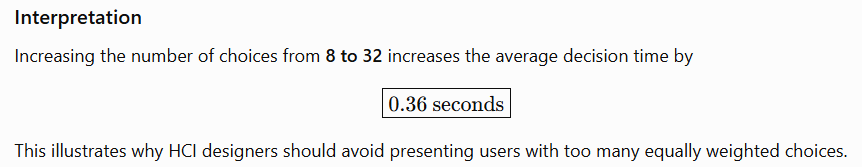 Interpretation
Increasing the number of choices from 8 to 32 increases the average decision time by
0.36 seconds
This illustrates why HCI designers should avoid presenting users with too many equally weighted choices.